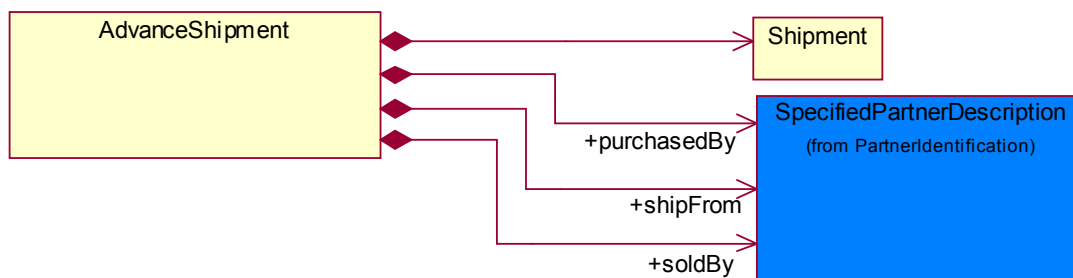 AdvanceShipment
Shipment
SpecifiedPartnerDescription
(from PartnerIdentification)
+purchasedBy
+shipFrom
+soldBy